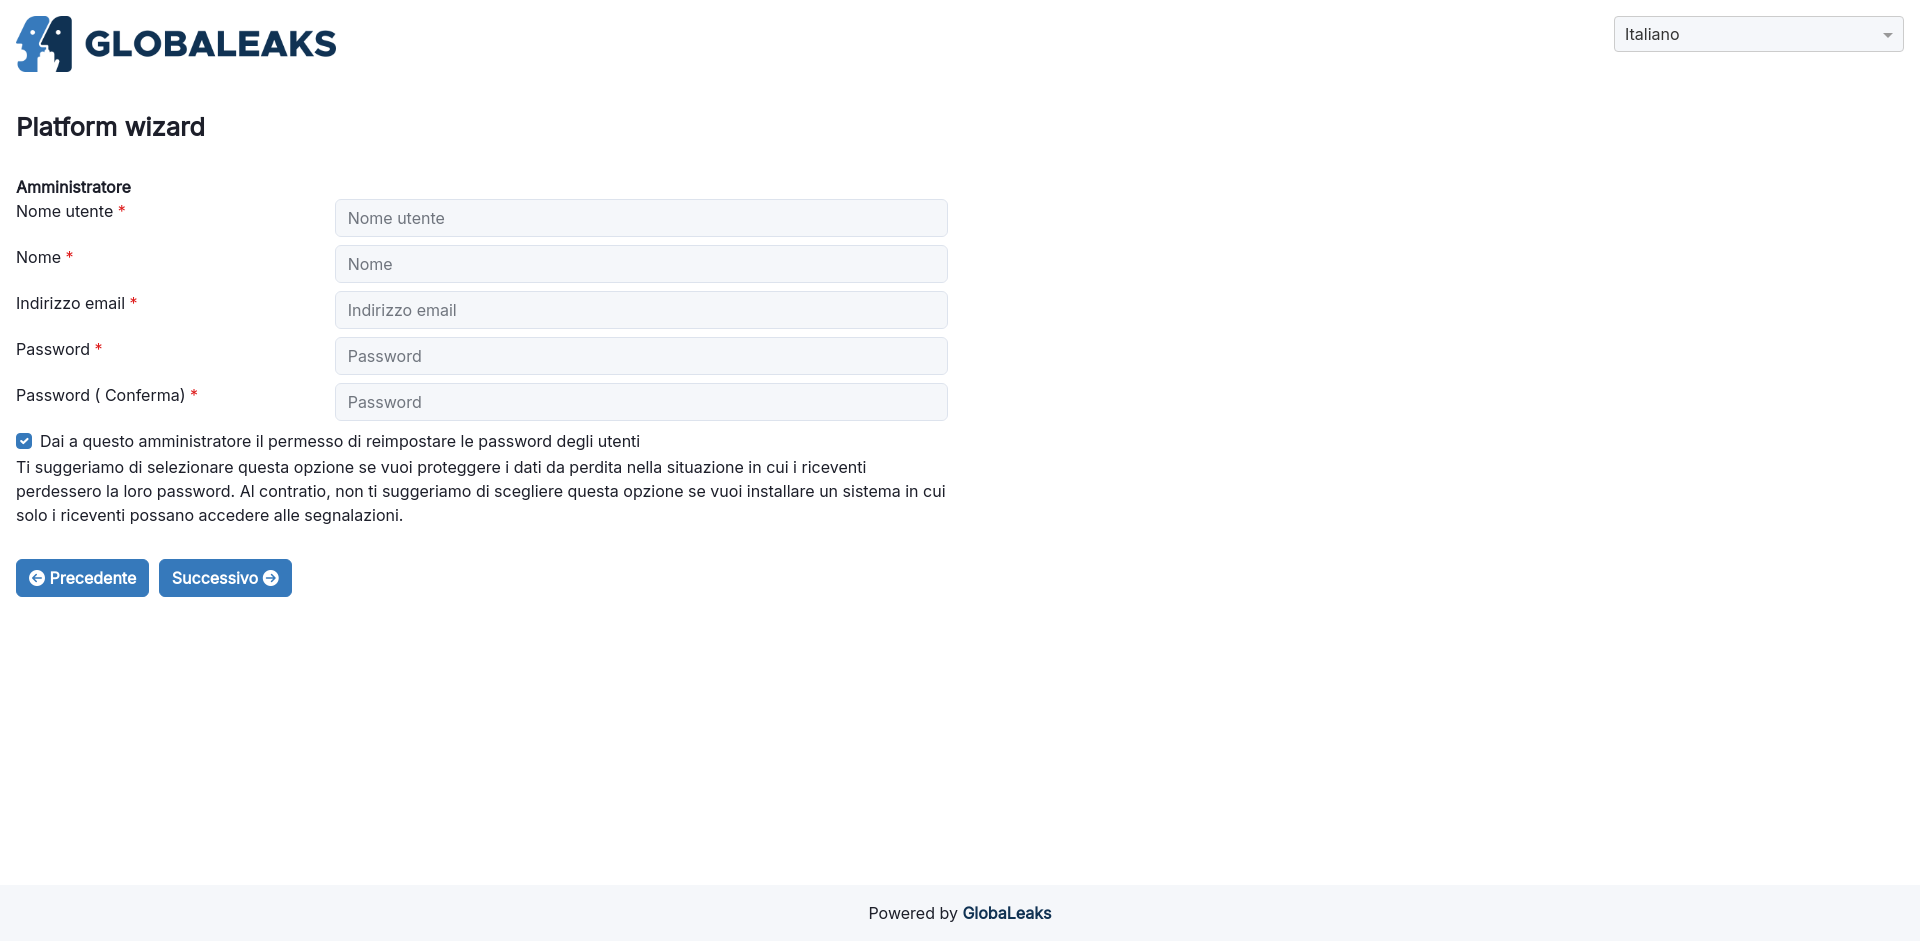 GLOBALEAKS
Italiano
Platform wizard
Amministratore
Nome utente *
Nome utente
Nome *
Nome
Indirizzo email *
Indirizzo email
Password *
Password
Password ( Conferma) *
Password
Dai a questo amministratore il permesso di reimpostare le password degli utenti
Ti suggeriamo di selezionare questa opzione se vuoi proteggere i dati da perdita nella situazione in cui i riceventi
perdessero la loro password. Al contratio, non ti suggeriamo di scegliere questa opzione se vuoi installare un sistema in cui
solo i riceventi possano accedere alle segnalazioni.
Precedente
Successivo
Powered by GlobaLeaks